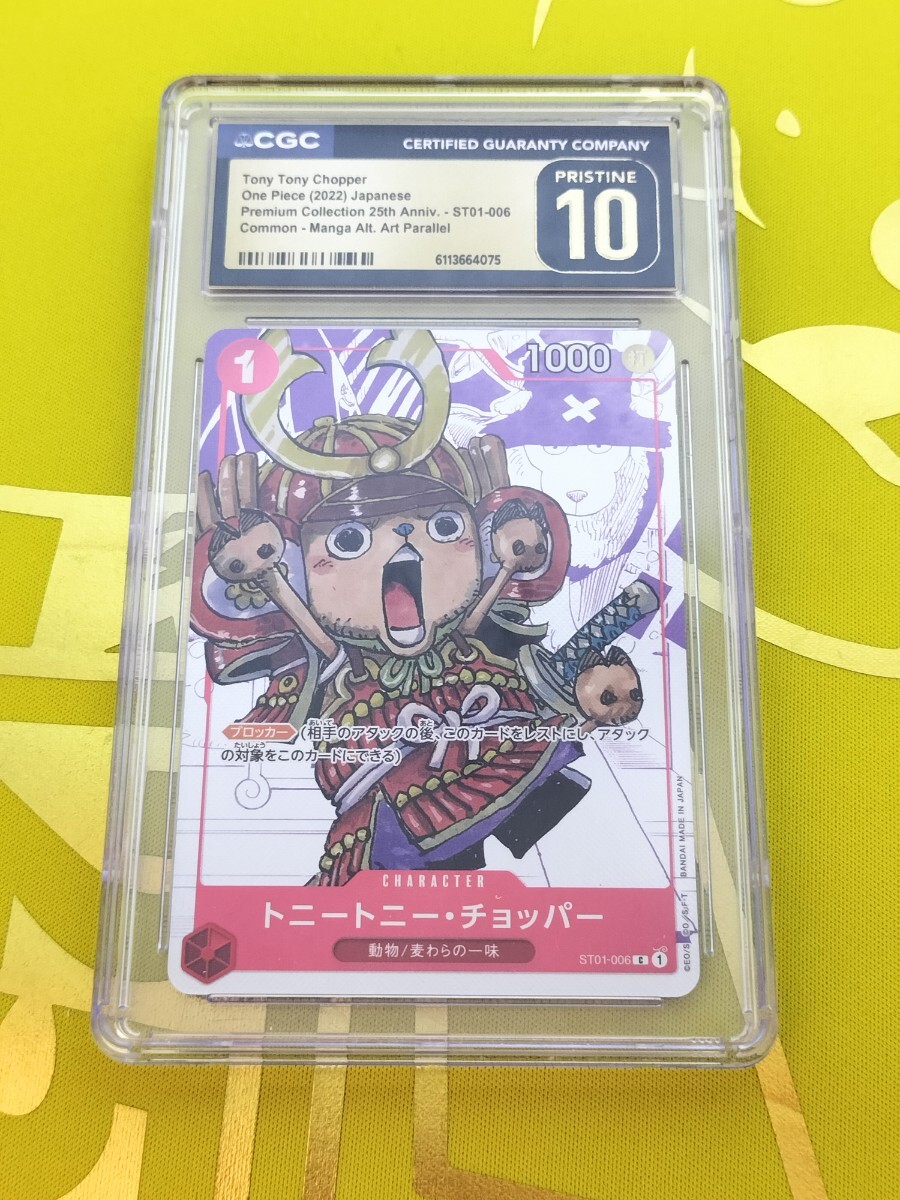 CGC
CERTIFIED GUARANTY COMPANY
Tony Tony Chopper
One Piece (2022) Japanese
Premium Collection 25th Anniv. - ST01-006
Common - Manga Alt. Art Parallel
6113664075
PRISTINE
10
1
1000 打
ブロッカー (相手のアタックの後、このカードをレストにし、アタック
の対象をこのカードにできる)
CHARACTER
トニートニー・チョッパー
動物/麦わらの一味
ST01-006 C 1
BANDAI MADE IN JAPAN